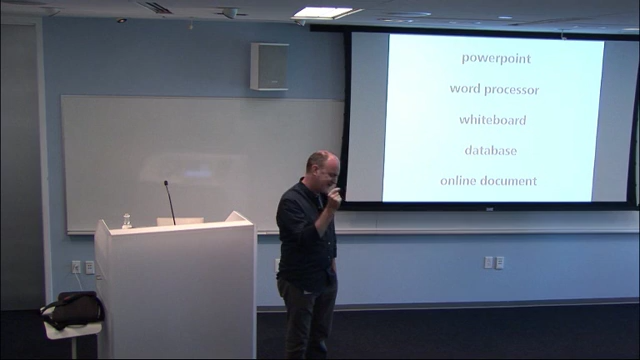 powerpoint
word processor
whiteboard
database
online document